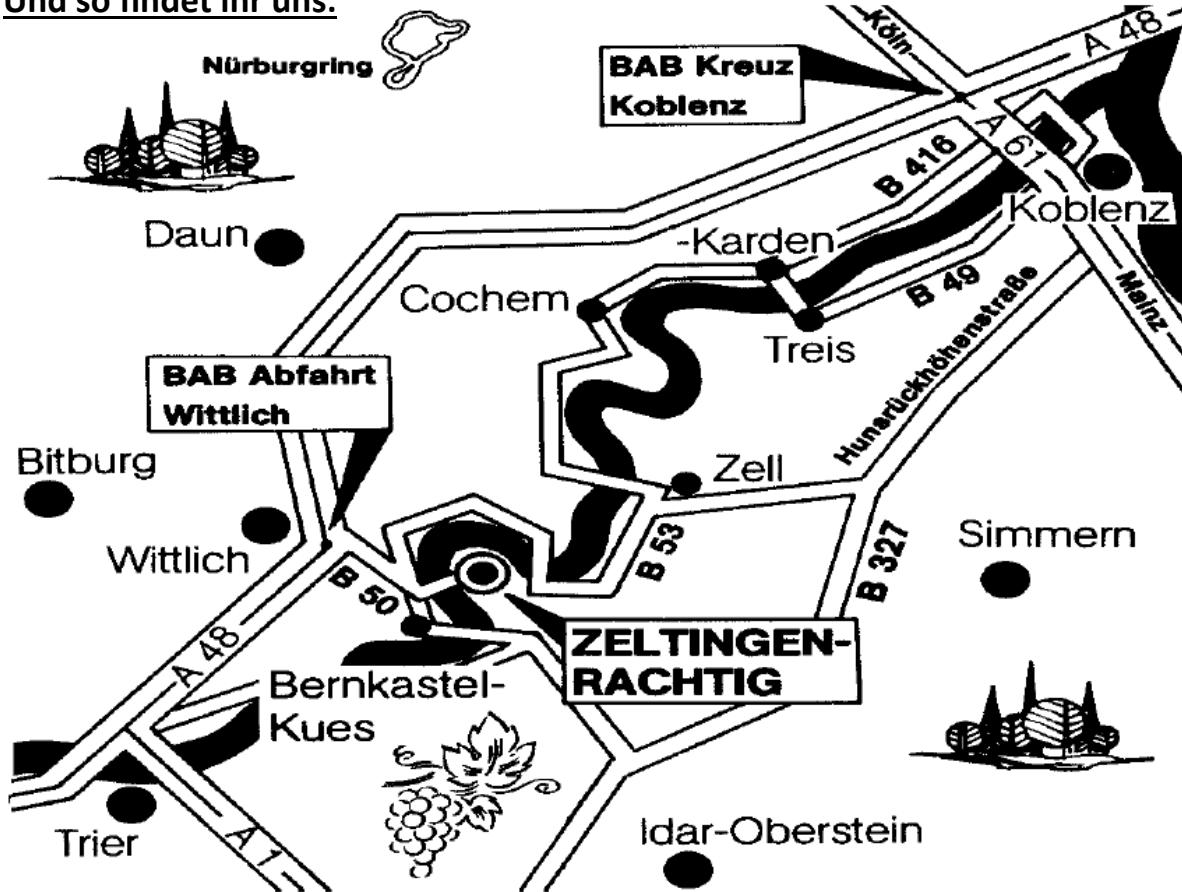 Und so findet ihr uns:
Nürburgring
BAB Kreuz
Koblenz
Köln
A 48
A 61
B 416
Koblenz
Daun
-Karden
B 49
Mainz
Cochem
Treis
Hunsrückhöhenstraße
BAB Abfahrt
Wittlich
Bitburg
Zell
Wittlich
B 53
B 327
Simmern
B 50
A 48
ZELTINGEN-
RACHTIG
Bernkastel-
Kues
Trier
A 1
Idar-Oberstein